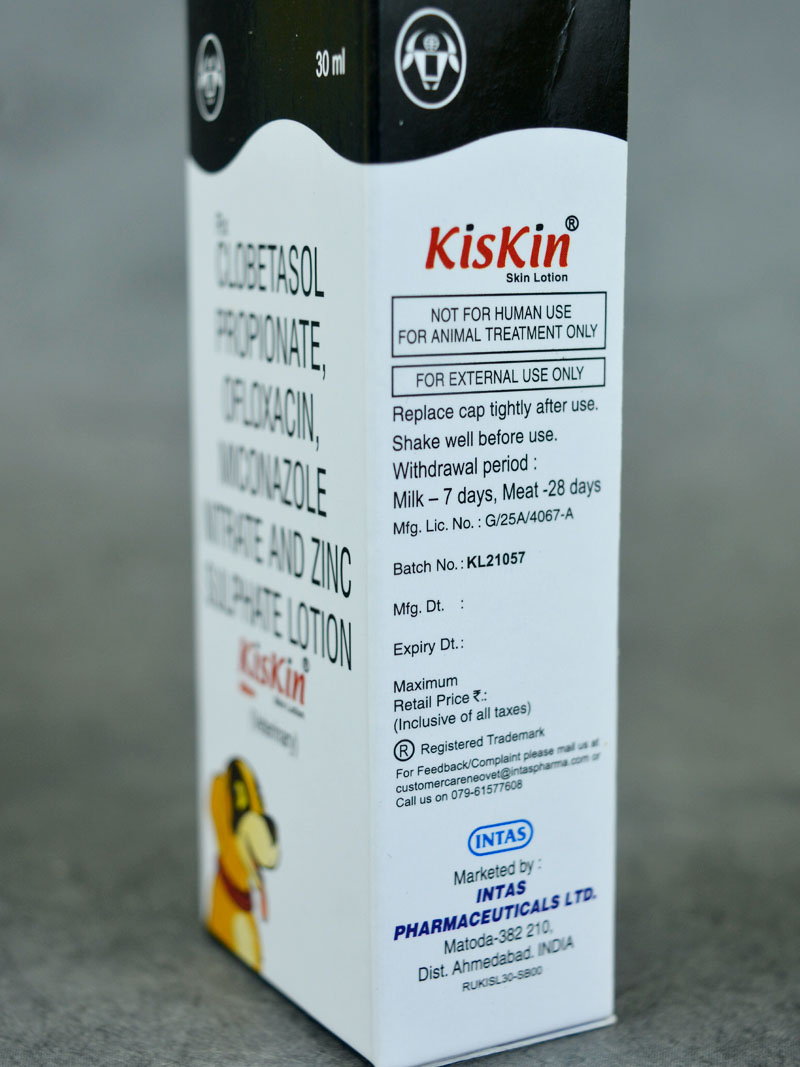 30 ml
For
CLOBETASOL
PROPIONATE,
OFLOXACIN,
MICONAZOLE
NITRATE AND ZINC
SULPHATE LOTION
KisKin®
Skin Lotion
(Veterinary)
KisKin®
Skin Lotion
NOT FOR HUMAN USE
FOR ANIMAL TREATMENT ONLY
FOR EXTERNAL USE ONLY
Replace cap tightly after use.
Shake well before use.
Withdrawal period :
Milk – 7 days, Meat -28 days
Mfg. Lic. No. : G/25A/4067-A
Batch No. : KL21057
Mfg. Dt. :
Expiry Dt. :
Maximum
Retail Price ₹.:
(Inclusive of all taxes)
® Registered Trademark
For Feedback/Complaint please mail us at
customercareneovet@intaspharma.com or
Call us on 079-61577608
INTAS
Marketed by :
INTAS
PHARMACEUTICALS LTD.
Matoda-382 210,
Dist. Ahmedabad. INDIA
RUKISL30-SB00